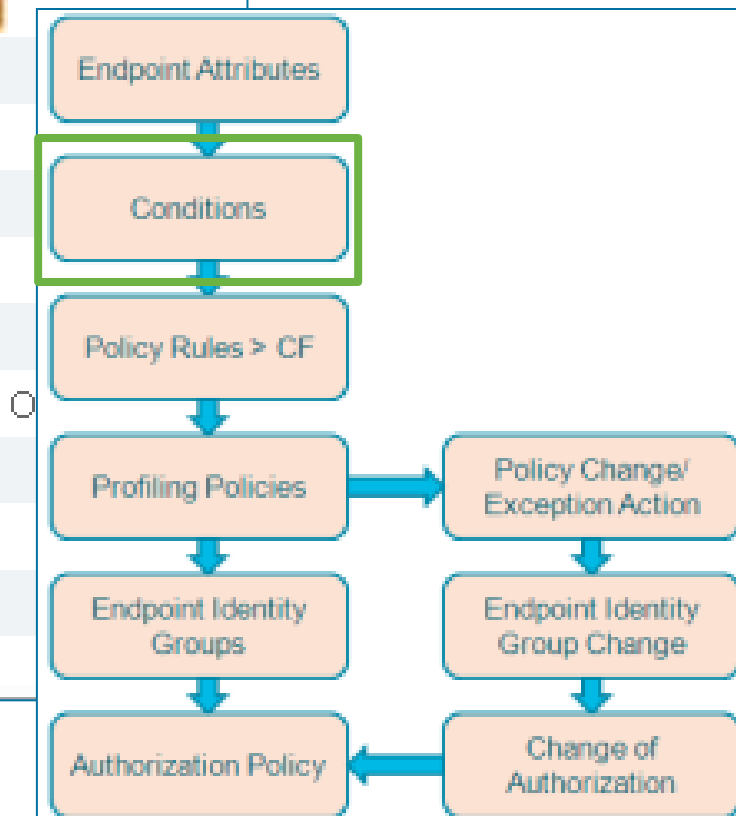 Endpoint Attributes
Conditions
Policy Rules > CF
O
Profiling Policies
Policy Change/
Exception Action
Endpoint Identity
Groups
Endpoint Identity
Group Change
Authorization Policy
Change of
Authorization